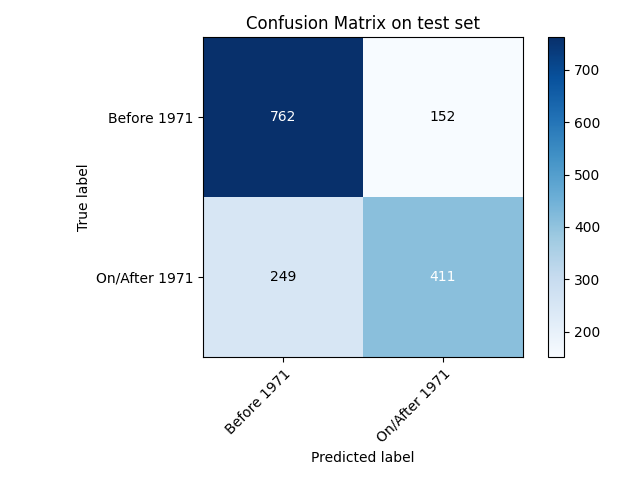 Confusion Matrix on test set
True label
Before 1971
762
152
On/After 1971
249
411
Before 1971
On/After 1971
Predicted label
700
600
500
400
300
200